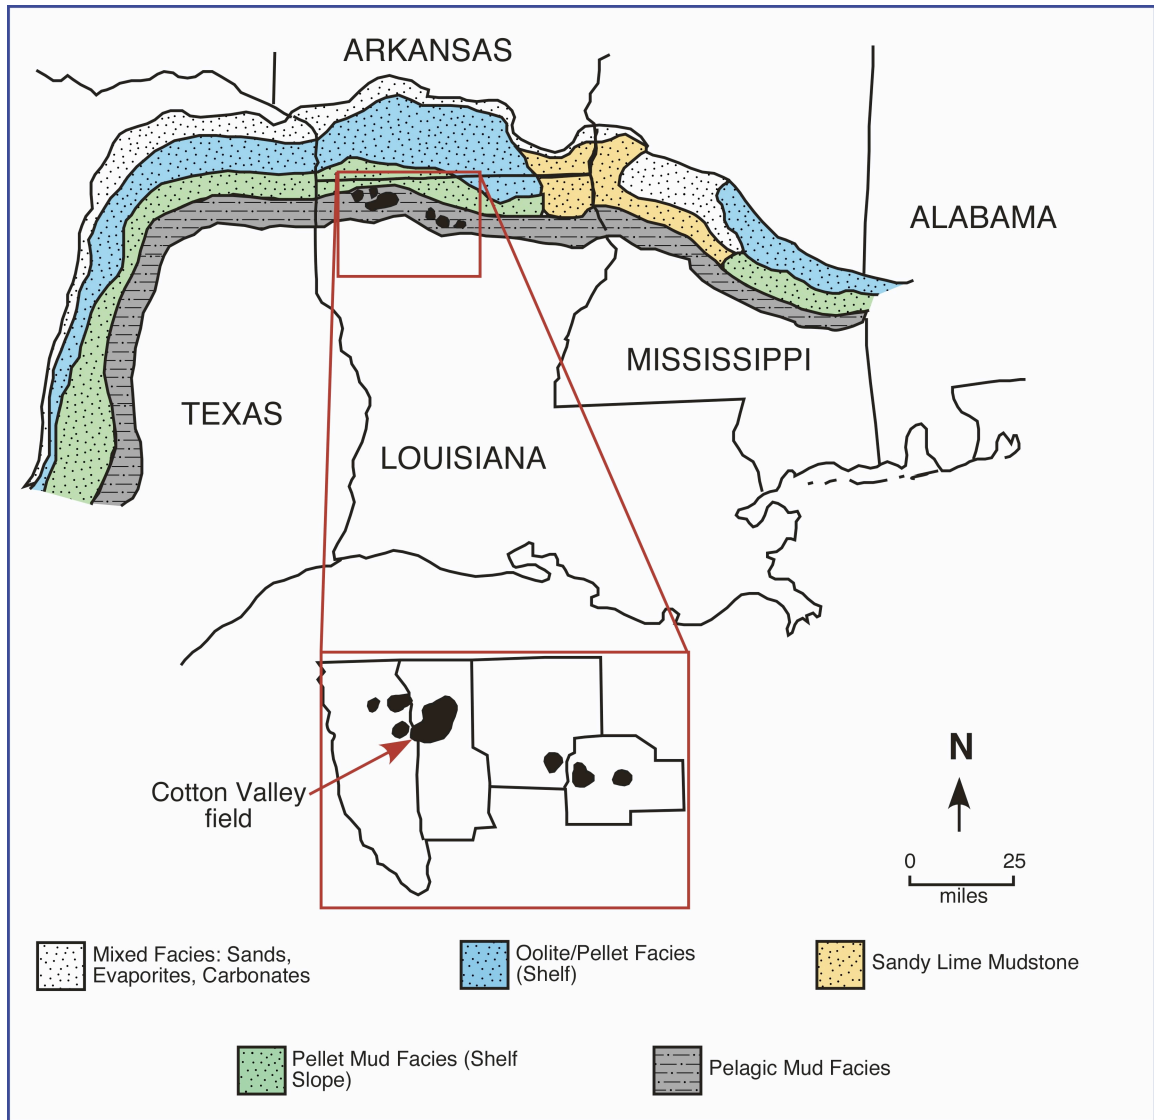 ARKANSAS
ALABAMA
MISSISSIPPI
TEXAS
LOUISIANA
Cotton Valley
field
N
0 25
miles
Mixed Facies: Sands,
Evaporites, Carbonates
Oolite/Pellet Facies
(Shelf)
Sandy Lime Mudstone
Pellet Mud Facies (Shelf
Slope)
Pelagic Mud Facies